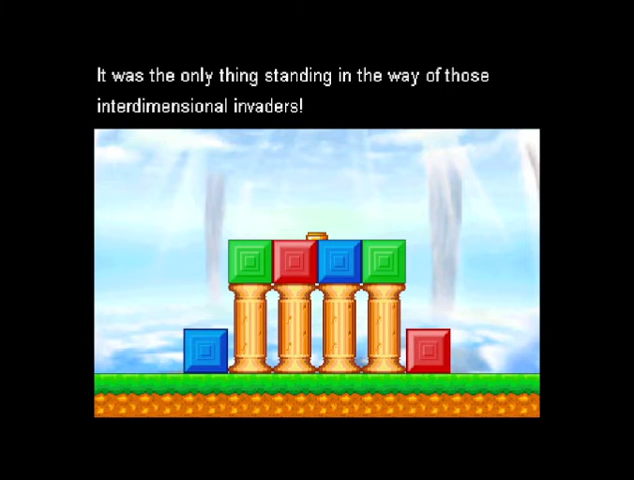 It was the only thing standing in the way of those
interdimensional invaders!